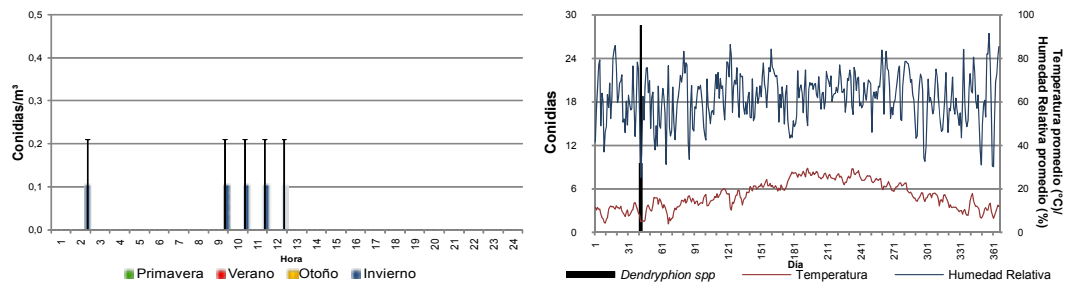 Conidias/m³
0,5
0,4
0,3
0,2
0,1
0,0
1 2 3 4 5 6 7 8 9 10 11 12 13 14 15 16 17 18 19 20 21 22 23 24
Hora
Primavera Verano Otoño Invierno
Conidias
30
24
18
12
6
0
100
80
60
40
20
0
Temperatura promedio (°C)/
Humedad Relativa promedio (%)
1 31 61 91 121 151 181 211 241 271 301 331 361
Día
Dendryphion spp Temperatura Humedad Relativa